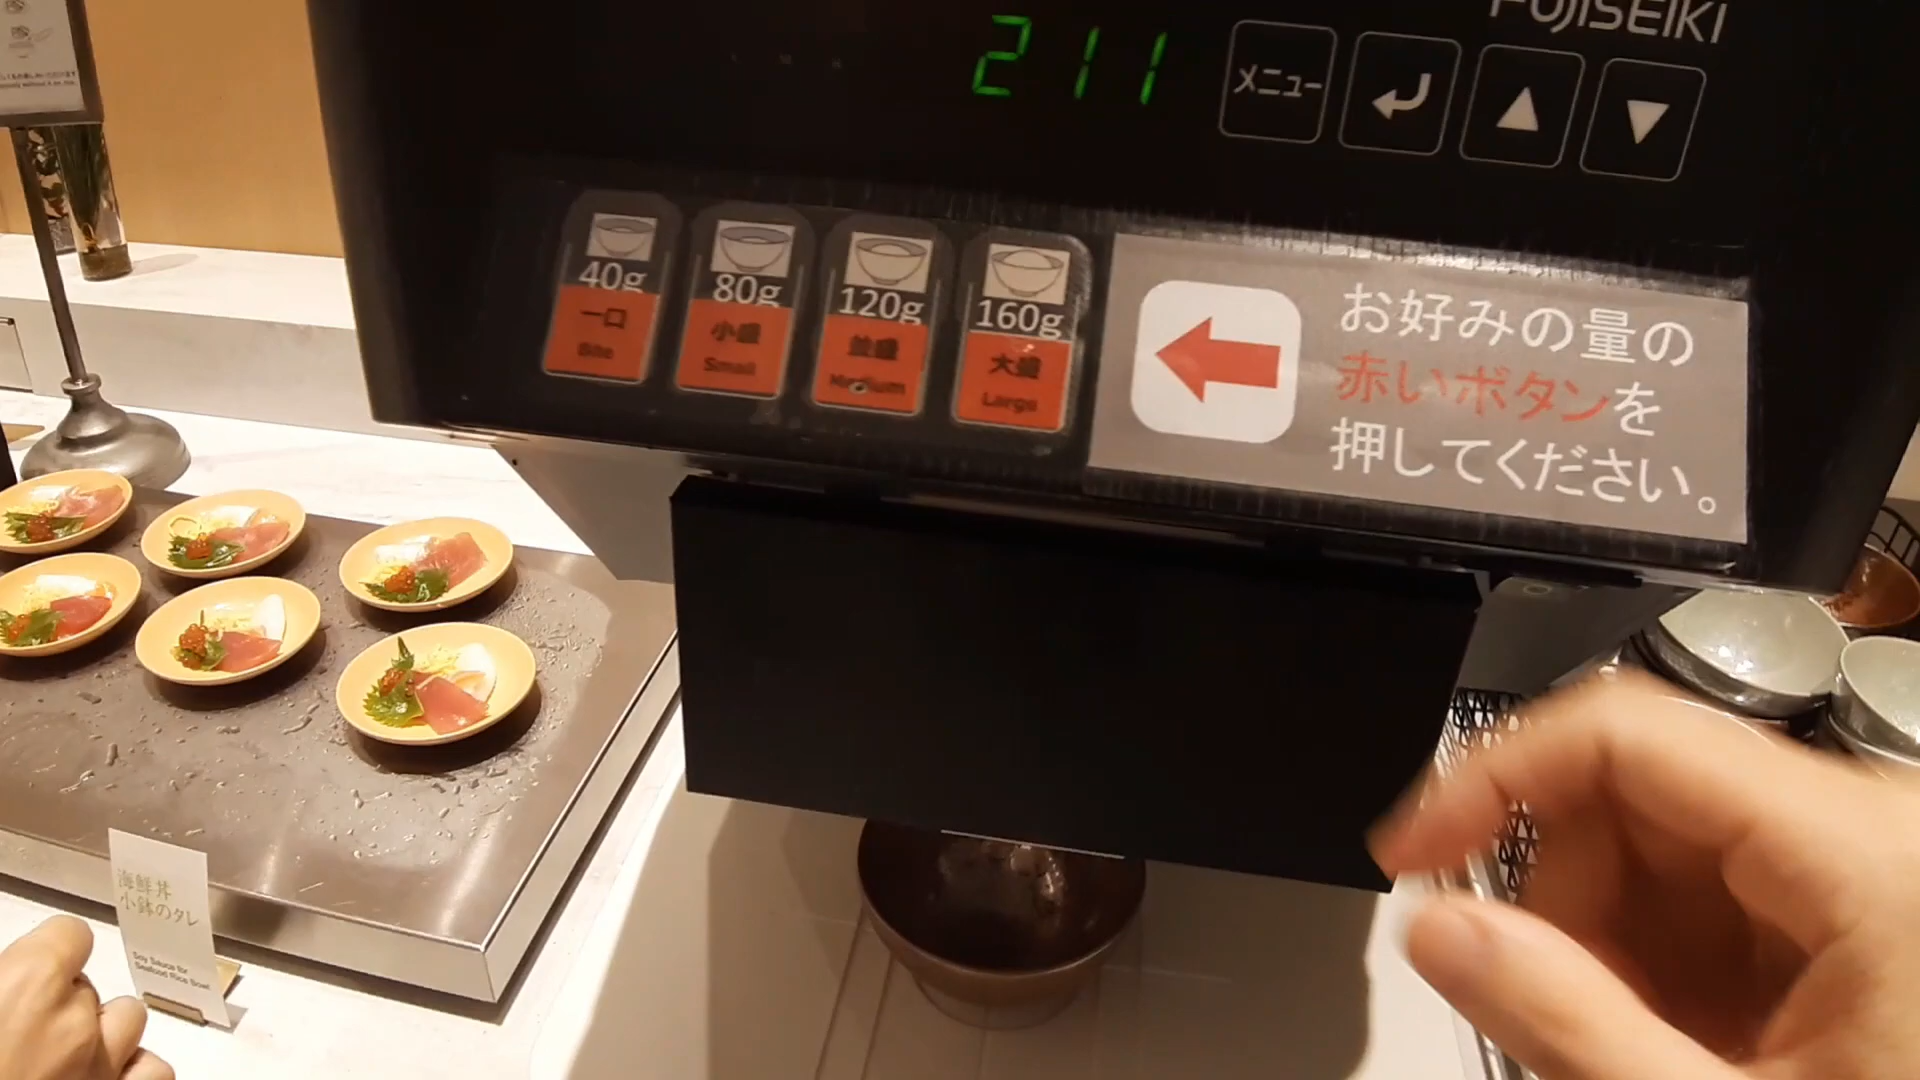 FUJISEIKI
211
メニュー
40g
一口
Bite
80g
小盛
Small
120g
並盛
Medium
160g
大盛
Large
お好みの量の
赤いボタンを
押してください。
海鮮丼
小鉢のタレ
Soy Sauce for
Seafood Rice Bowl